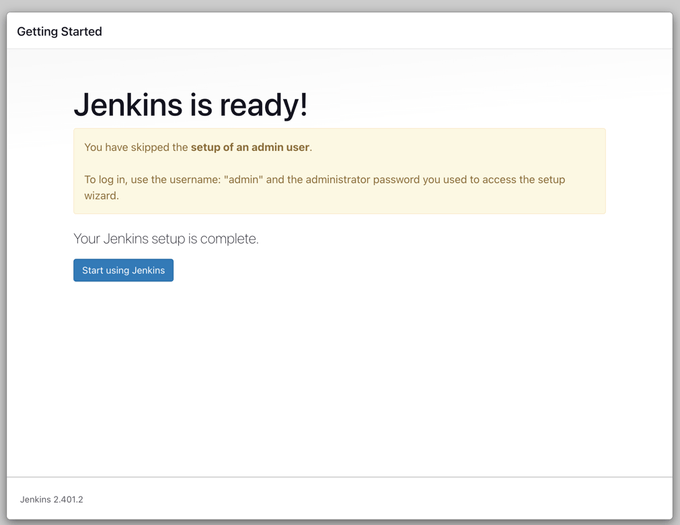 Getting Started
Jenkins is ready!
You have skipped the setup of an admin user.
To log in, use the username: "admin" and the administrator password you used to access the setup
wizard.
Your Jenkins setup is complete.
Start using Jenkins
Jenkins 2.401.2